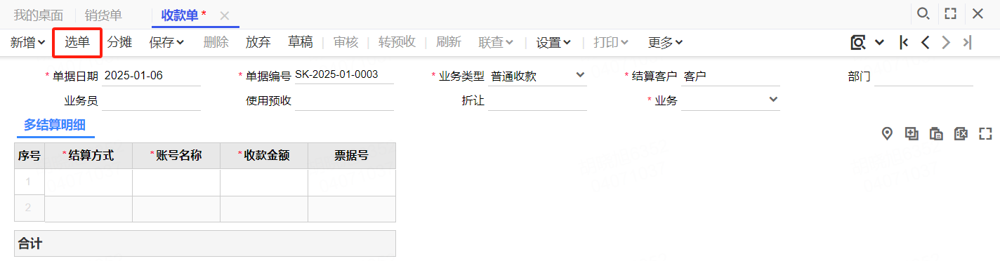 我的桌面 销货单 收款单 *
新增 选单 分摊 保存 删除 放弃 草稿 审核 转预收 刷新 联查 设置 打印 更多
* 单据日期 2025-01-06 * 单据编号 SK-2025-01-0003 * 业务类型 普通收款 * 结算客户 客户 部门
业务员 使用预收 折让 * 业务
多结算明细
序号 *结算方式 *账号名称 *收款金额 票据号
1
2
合计